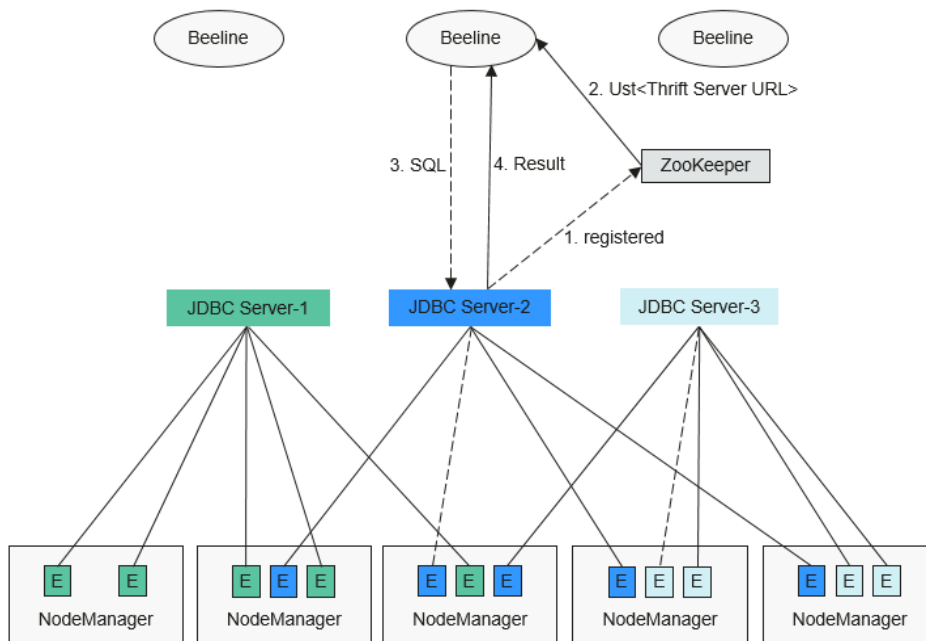 Beeline
Beeline
Beeline
2. Ust<Thrift Server URL>
3. SQL
4. Result
ZooKeeper
1. registered
JDBC Server-1
JDBC Server-2
JDBC Server-3
E
E
E
E
E
E
E
E
E
E
E
E
E
E
NodeManager
NodeManager
NodeManager
NodeManager
NodeManager